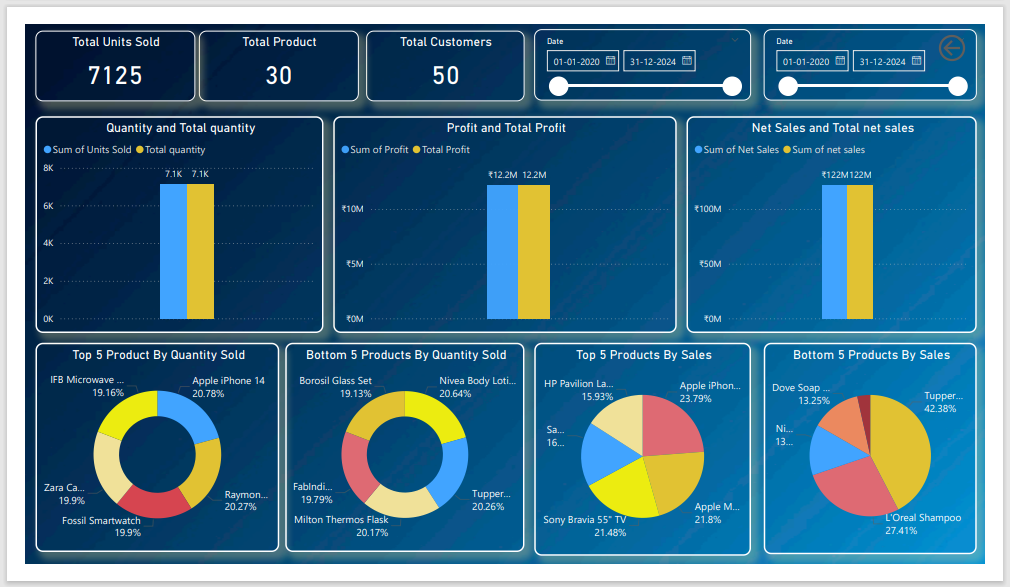 Total Units Sold
7125
Total Product
30
Total Customers
50
Date
01-01-2020 31-12-2024
Date
01-01-2020 31-12-2024
Quantity and Total quantity
Sum of Units Sold Total quantity
8K
7.1K 7.1K
6K
4K
2K
0K
Profit and Total Profit
Sum of Profit Total Profit
₹12.2M 12.2M
₹10M
₹5M
₹0M
Net Sales and Total net sales
Sum of Net Sales Sum of net sales
₹122M122M
₹100M
₹50M
₹0M
Top 5 Product By Quantity Sold
IFB Microwave ...
19.16%
Apple iPhone 14
20.78%
Zara Ca...
19.9%
Raymon...
20.27%
Fossil Smartwatch
19.9%
Bottom 5 Products By Quantity Sold
Borosil Glass Set
19.13%
Nivea Body Loti...
20.64%
FabIndi...
19.79%
Tupper...
20.26%
Milton Thermos Flask
20.17%
Top 5 Products By Sales
HP Pavilion La...
15.93%
Apple iPhon...
23.79%
Sa...
16...
Apple M...
21.8%
Sony Bravia 55" TV
21.48%
Bottom 5 Products By Sales
Dove Soap ...
13.25%
Tupper...
42.38%
Ni...
13...
L'Oreal Shampoo
27.41%